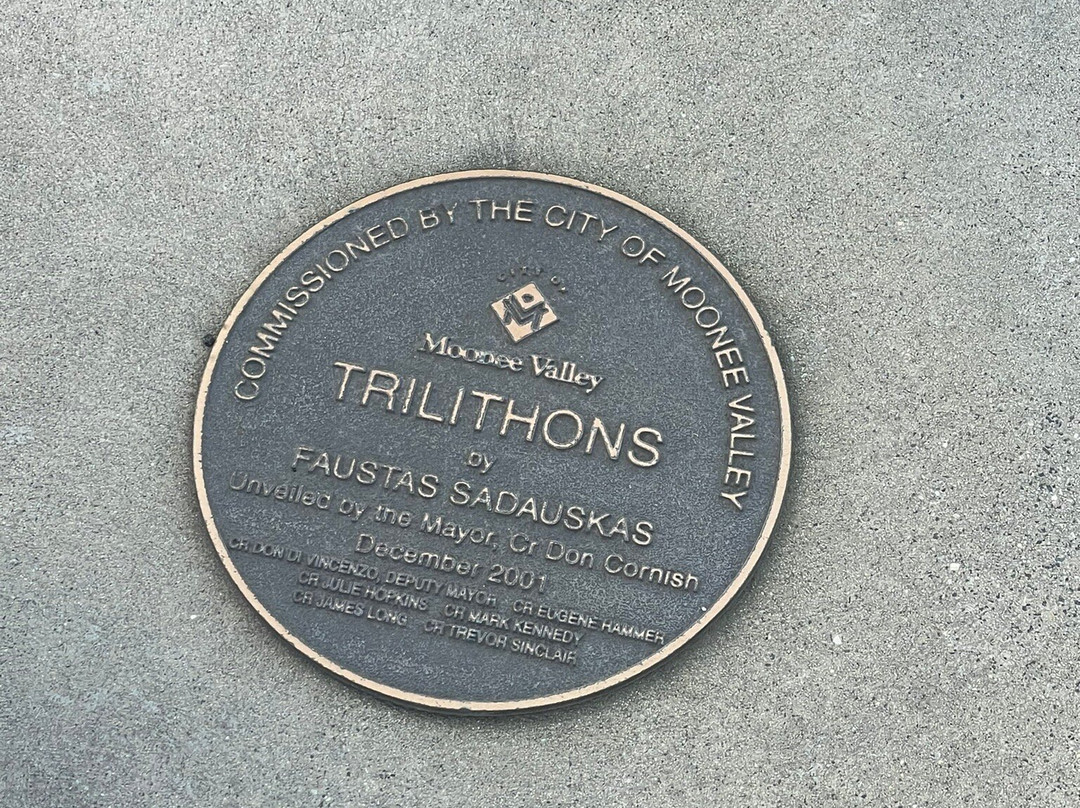 COMMISSIONED BY THE CITY OF MOONEE VALLEY
CITY OF
Moonee Valley
TRILITHONS
by
FAUSTAS SADAUSKAS
Unveiled by the Mayor, Cr Don Cornish
December 2001
CR DON DI VINCENZO, DEPUTY MAYOR CR EUGENE HAMMER
CR JULIE HOPKINS CR MARK KENNEDY
CR JAMES LONG CR TREVOR SINCLAIR